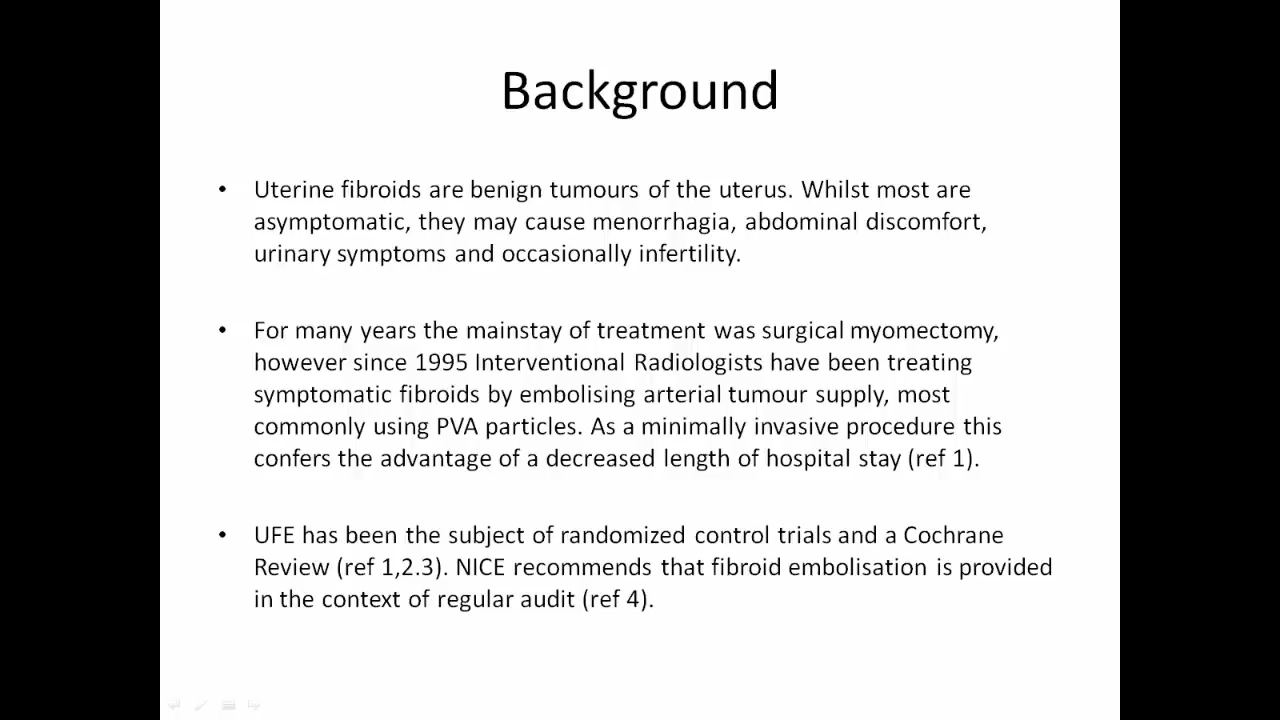 Background
• Uterine fibroids are benign tumours of the uterus. Whilst most are
asymptomatic, they may cause menorrhagia, abdominal discomfort,
urinary symptoms and occasionally infertility.
• For many years the mainstay of treatment was surgical myomectomy,
however since 1995 Interventional Radiologists have been treating
symptomatic fibroids by embolising arterial tumour supply, most
commonly using PVA particles. As a minimally invasive procedure this
confers the advantage of a decreased length of hospital stay (ref 1).
• UFE has been the subject of randomized control trials and a Cochrane
Review (ref 1,2.3). NICE recommends that fibroid embolisation is provided
in the context of regular audit (ref 4).